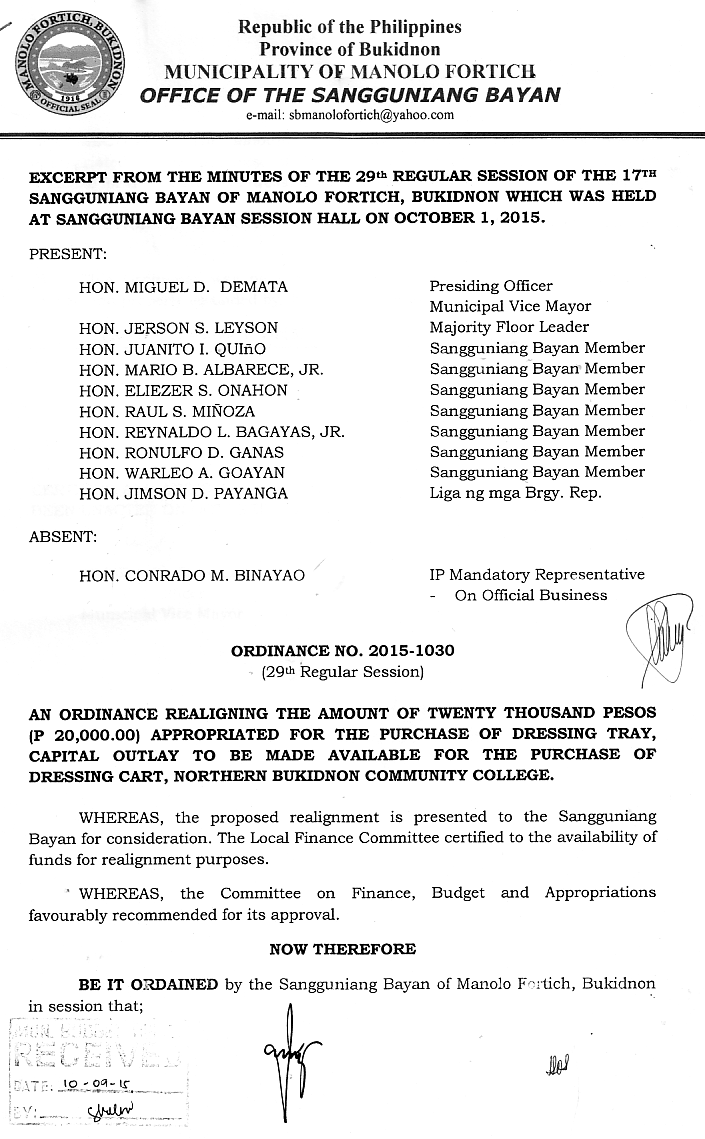 MANOLO FORTICH, BUKIDNON
1916
OFFICIAL SEAL
Republic of the Philippines
Province of Bukidnon
MUNICIPALITY OF MANOLO FORTICH
OFFICE OF THE SANGGUNIANG BAYAN
e-mail: sbmanolofortich@yahoo.com
EXCERPT FROM THE MINUTES OF THE 29th REGULAR SESSION OF THE 17TH
SANGGUNIANG BAYAN OF MANOLO FORTICH, BUKIDNON WHICH WAS HELD
AT SANGGUNIANG BAYAN SESSION HALL ON OCTOBER 1, 2015.
PRESENT:
HON. MIGUEL D. DEMATA Presiding Officer
Municipal Vice Mayor
HON. JERSON S. LEYSON Majority Floor Leader
HON. JUANITO I. QUIñO Sangguniang Bayan Member
HON. MARIO B. ALBARECE, JR. Sangguniang Bayan Member
HON. ELIEZER S. ONAHON Sangguniang Bayan Member
HON. RAUL S. MIÑOZA Sangguniang Bayan Member
HON. REYNALDO L. BAGAYAS, JR. Sangguniang Bayan Member
HON. RONULFO D. GANAS Sangguniang Bayan Member
HON. WARLEO A. GOAYAN Sangguniang Bayan Member
HON. JIMSON D. PAYANGA Liga ng mga Brgy. Rep.
ABSENT:
HON. CONRADO M. BINAYAO IP Mandatory Representative
- On Official Business
ORDINANCE NO. 2015-1030
(29th Regular Session)
AN ORDINANCE REALIGNING THE AMOUNT OF TWENTY THOUSAND PESOS
(P 20,000.00) APPROPRIATED FOR THE PURCHASE OF DRESSING TRAY,
CAPITAL OUTLAY TO BE MADE AVAILABLE FOR THE PURCHASE OF
DRESSING CART, NORTHERN BUKIDNON COMMUNITY COLLEGE.
WHEREAS, the proposed realignment is presented to the Sangguniang
Bayan for consideration. The Local Finance Committee certified to the availability of
funds for realignment purposes.
WHEREAS, the Committee on Finance, Budget and Appropriations
favourably recommended for its approval.
NOW THEREFORE
BE IT ORDAINED by the Sangguniang Bayan of Manolo Fortich, Bukidnon
in session that;
RECEIVED
DATE: 10-09-15
BY: